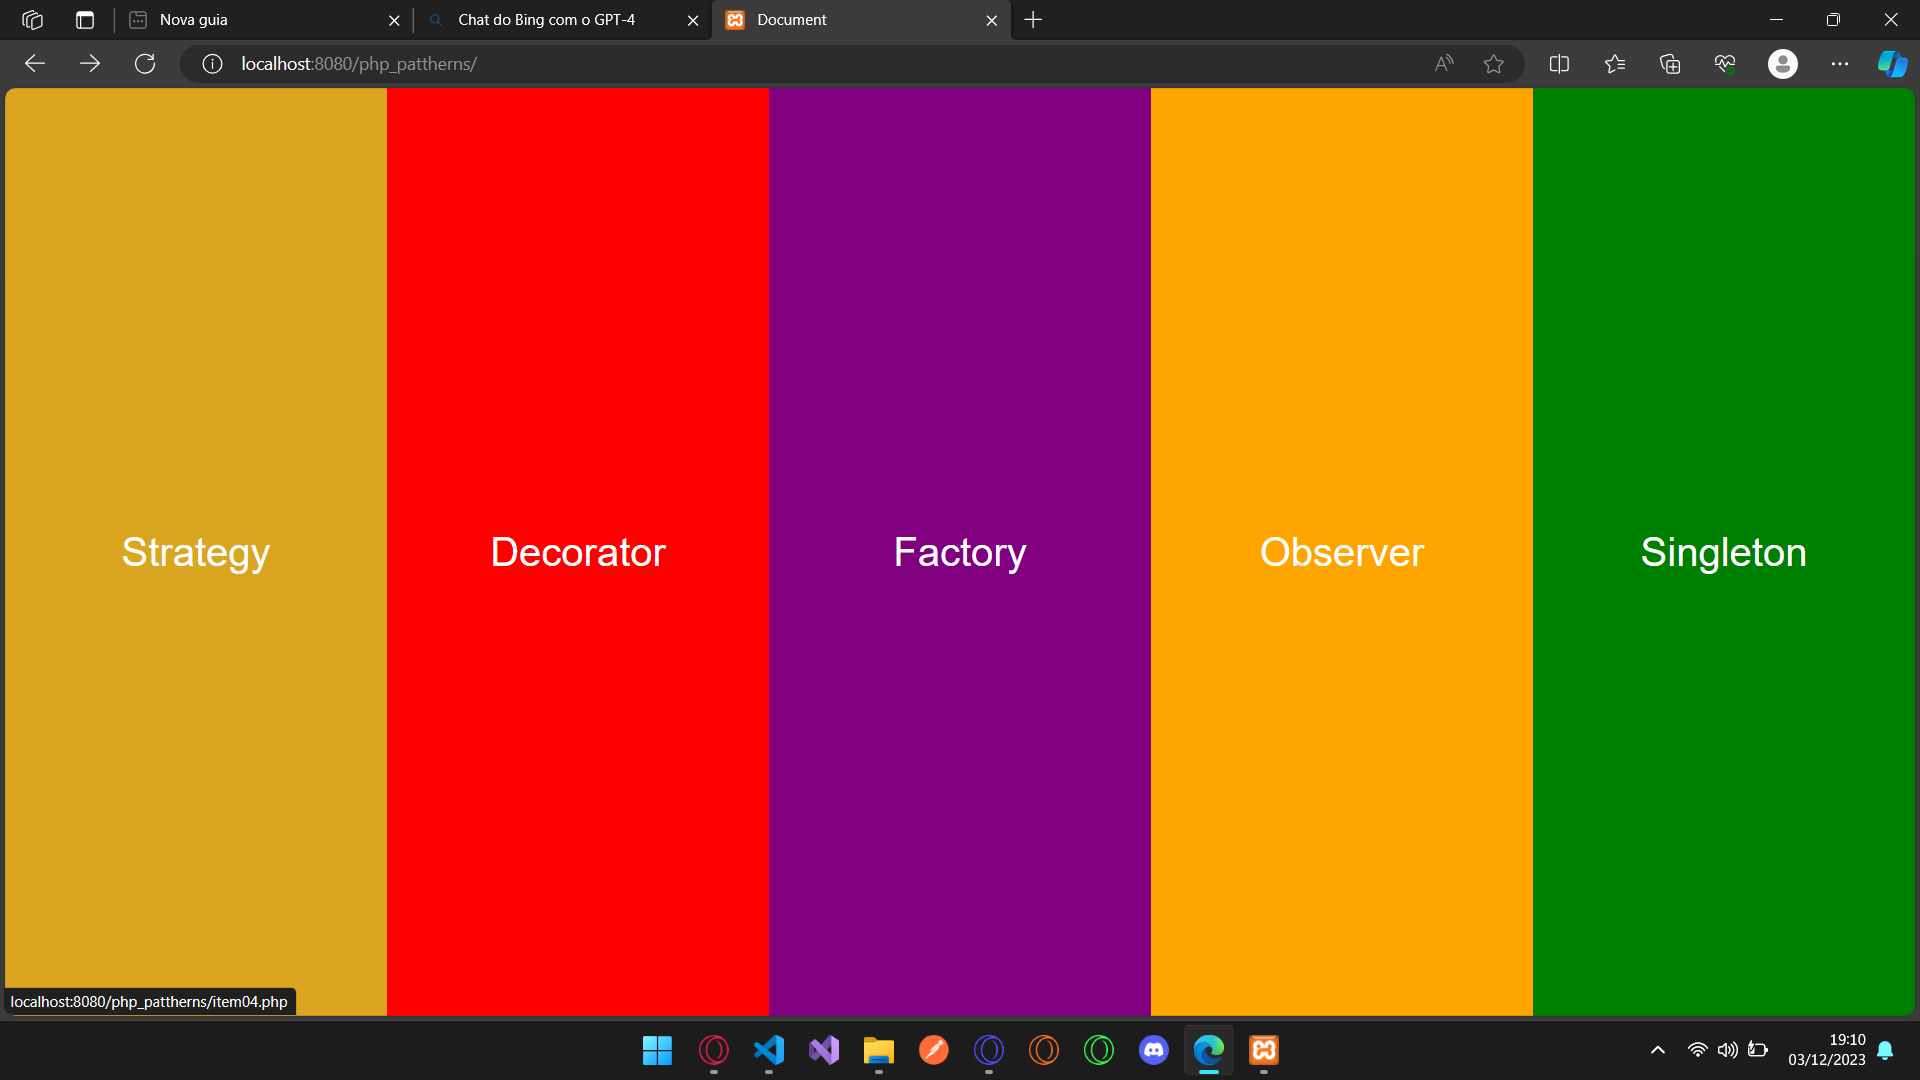 Nova guia
Chat do Bing com o GPT-4
Document
localhost:8080/php_pattherns/
Strategy
Decorator
Factory
Observer
Singleton
localhost:8080/php_pattherns/item04.php
19:10
03/12/2023